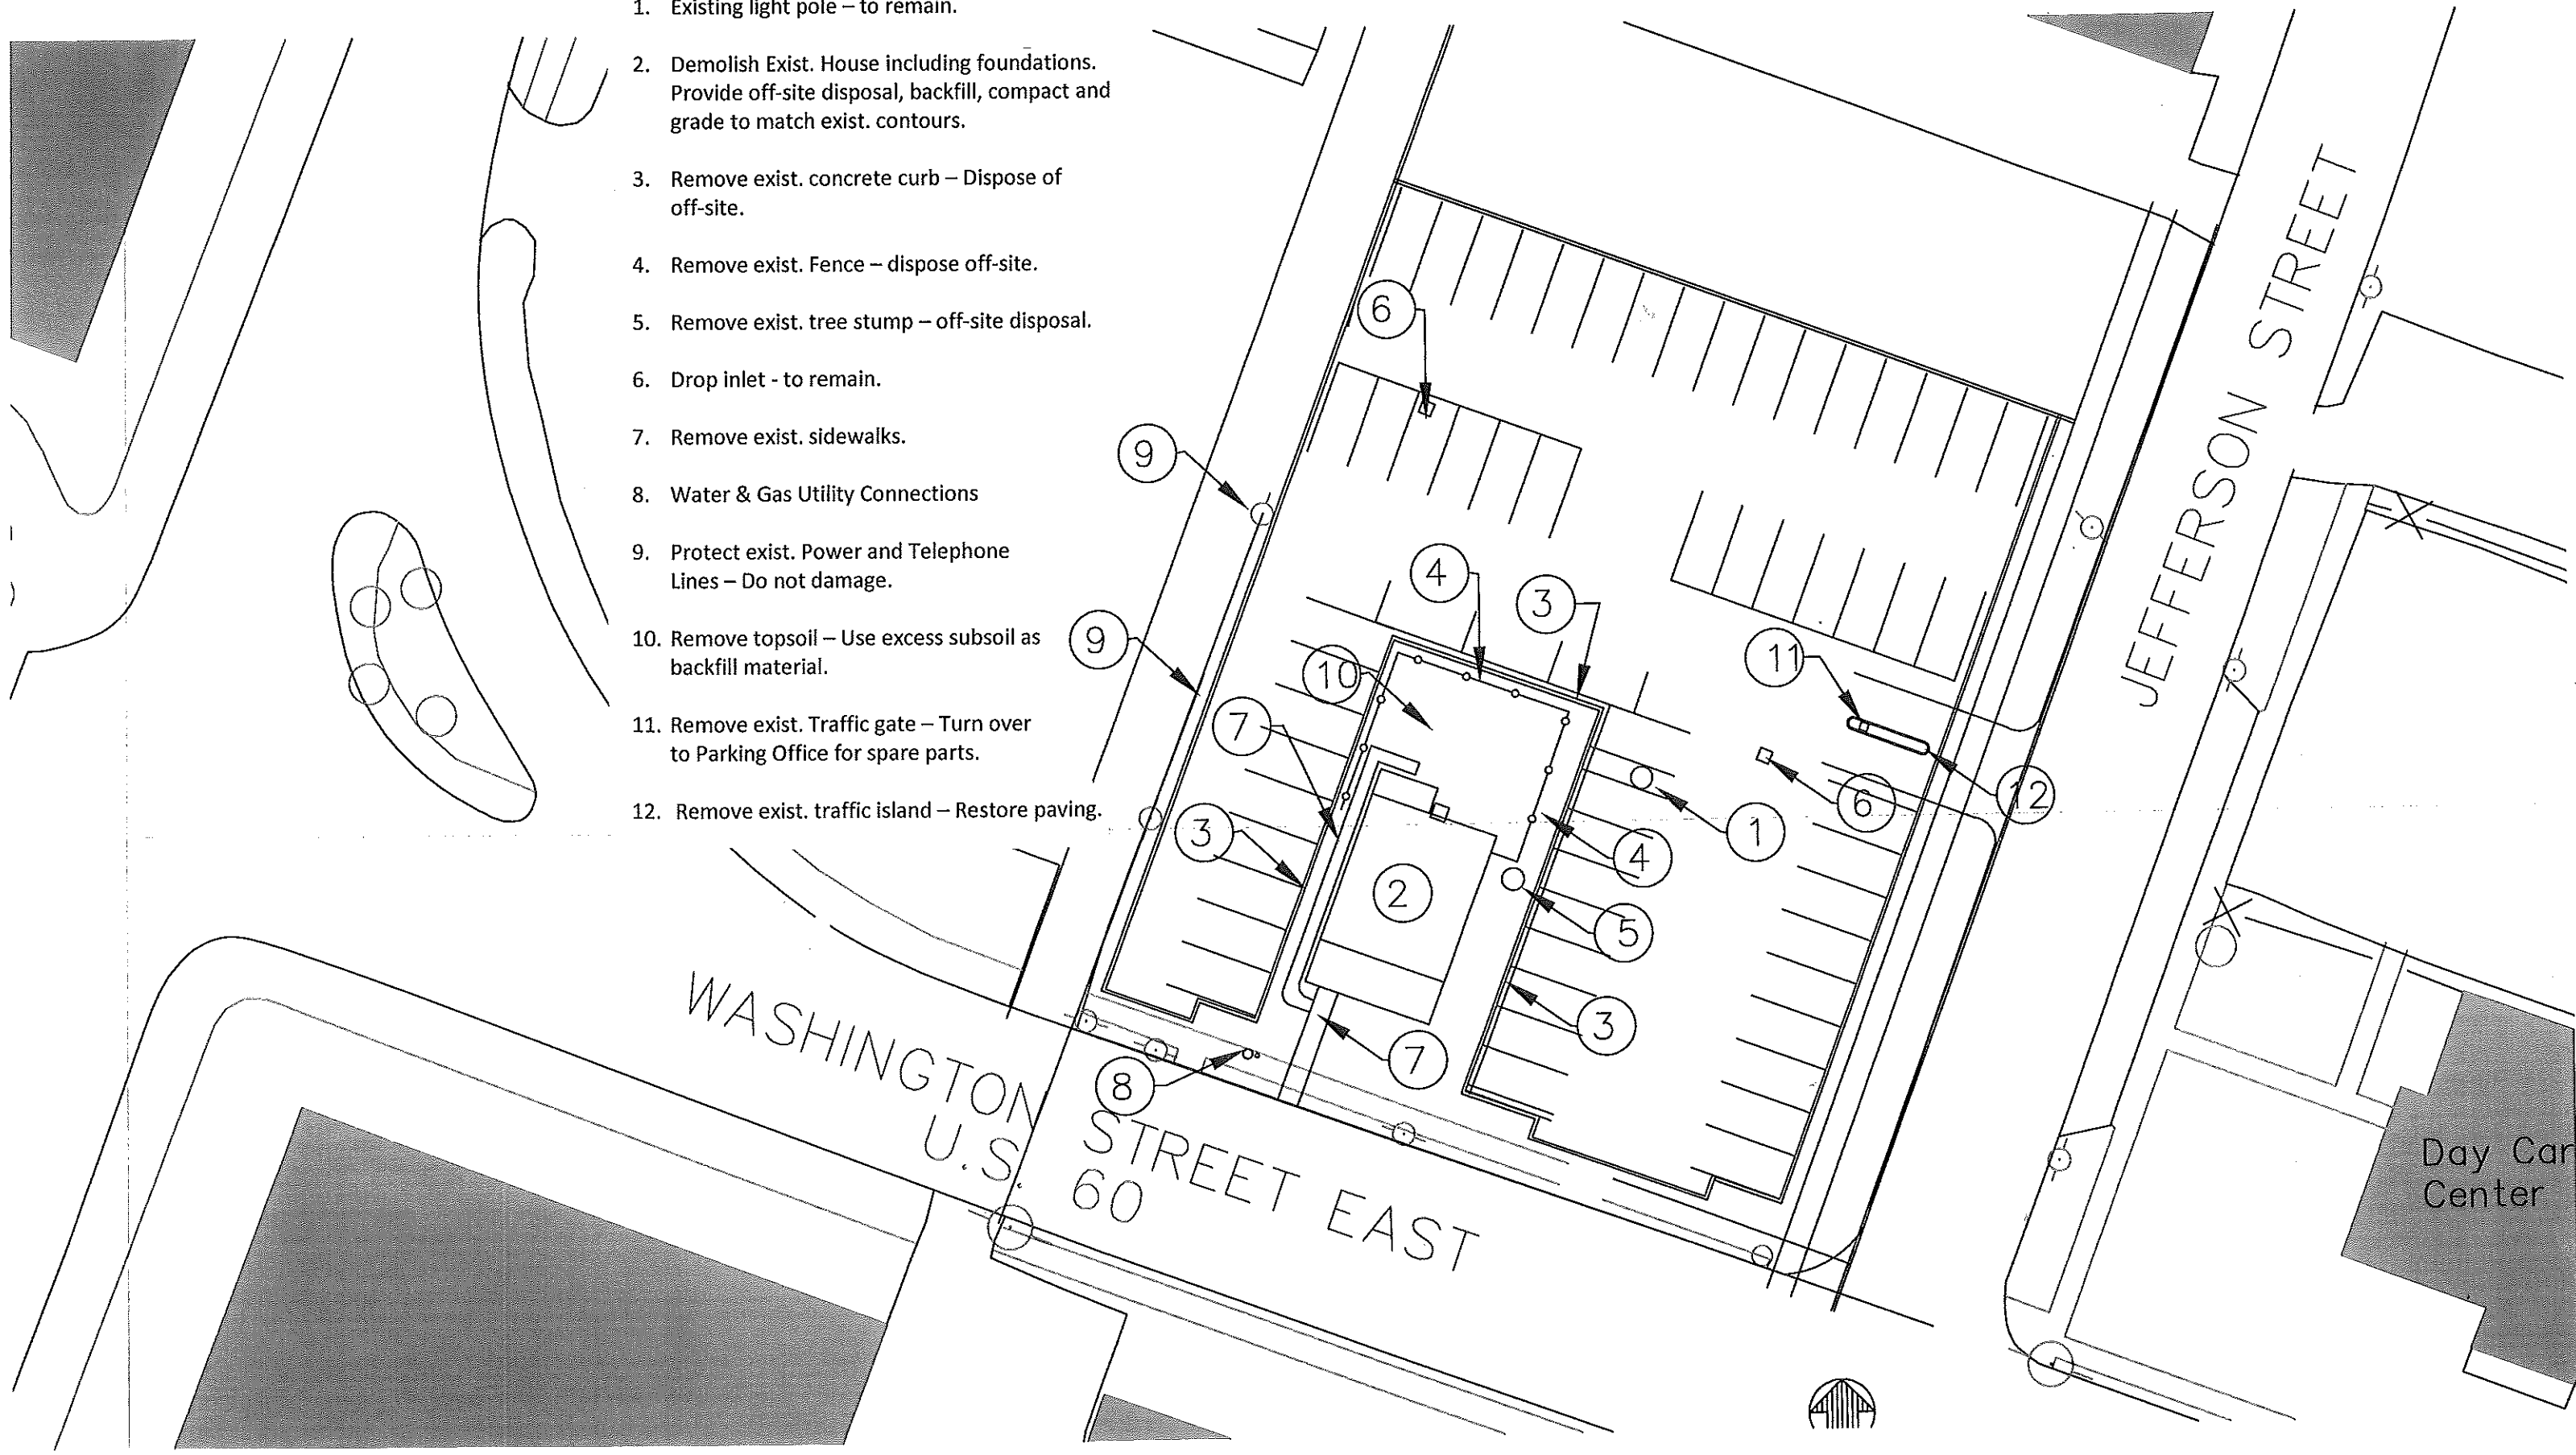 1. Existing light pole – to remain.
2. Demolish Exist. House including foundations.
Provide off-site disposal, backfill, compact and
grade to match exist. contours.
3. Remove exist. concrete curb – Dispose of
off-site.
4. Remove exist. Fence – dispose off-site.
5. Remove exist. tree stump – off-site disposal.
6. Drop inlet - to remain.
7. Remove exist. sidewalks.
8. Water & Gas Utility Connections
9. Protect exist. Power and Telephone
Lines – Do not damage.
10. Remove topsoil – Use excess subsoil as
backfill material.
11. Remove exist. Traffic gate – Turn over
to Parking Office for spare parts.
12. Remove exist. traffic island – Restore paving.
6
9
4
3
9
10
11
7
6
12
3
1
4
2
5
3
7
8
JEFFERSON STREET
WASHINGTON STREET EAST
U.S. 60
Day Car
Center